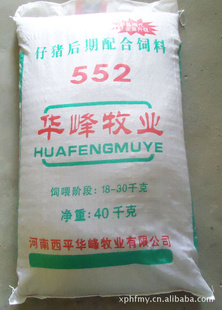 仔猪后期配合饲料
552
华峰牧业
HUAFENGMUYE
饲喂阶段：18-30千克
净重：40千克
河南西平华峰牧业有限公司
xphfmy.cn.alibaba.com